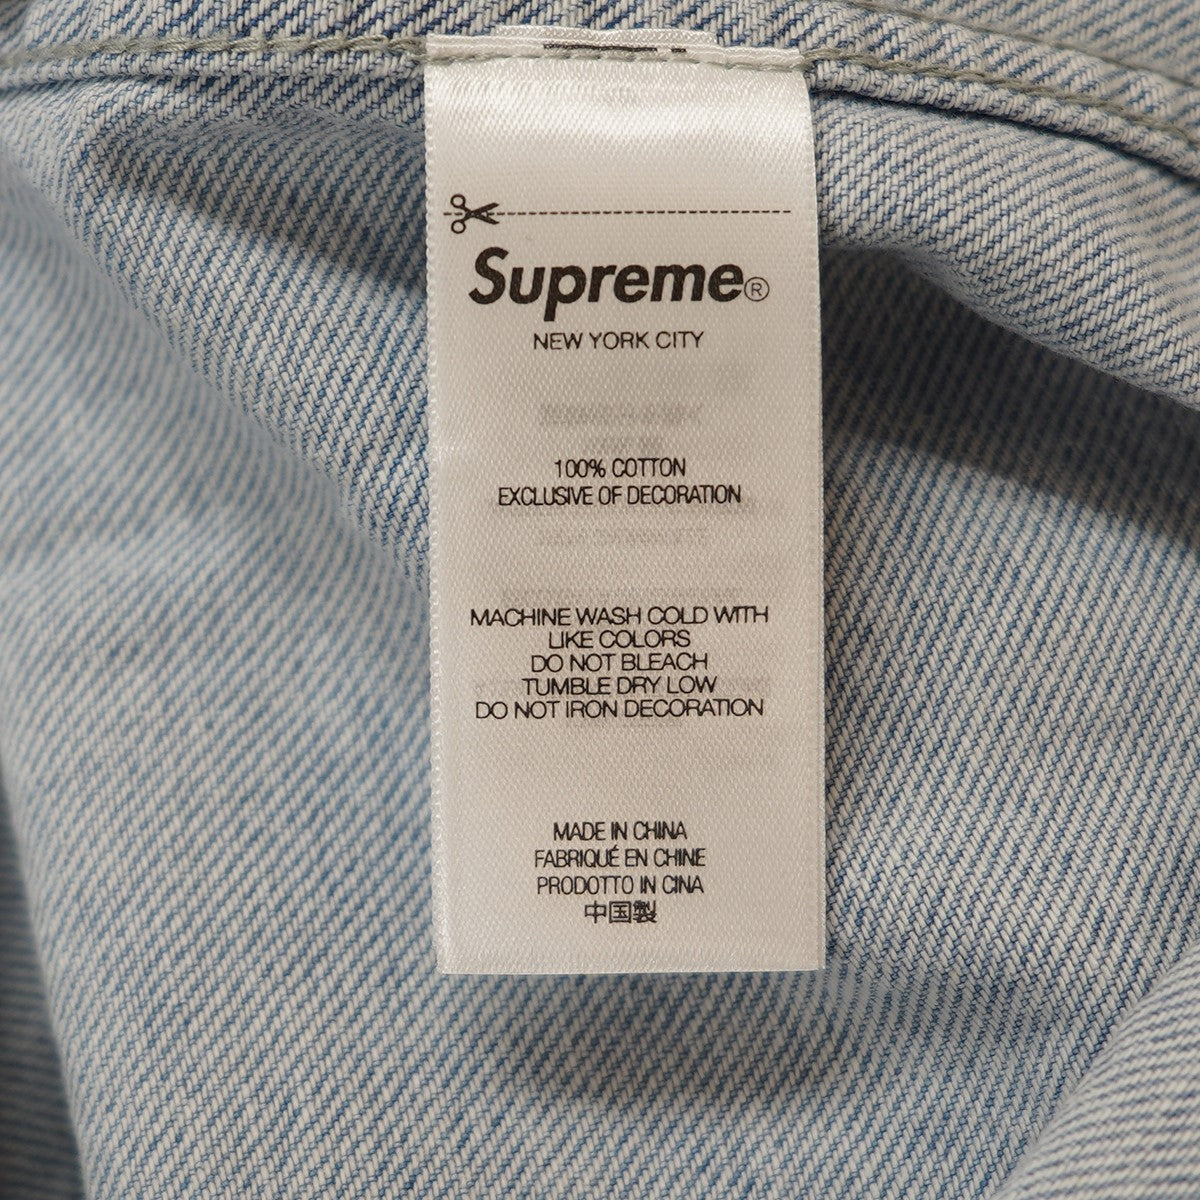 Supreme®
NEW YORK CITY
100% COTTON
EXCLUSIVE OF DECORATION
MACHINE WASH COLD WITH
LIKE COLORS
DO NOT BLEACH
TUMBLE DRY LOW
DO NOT IRON DECORATION
MADE IN CHINA
FABRIQUÉ EN CHINE
PRODOTTO IN CINA
中国製